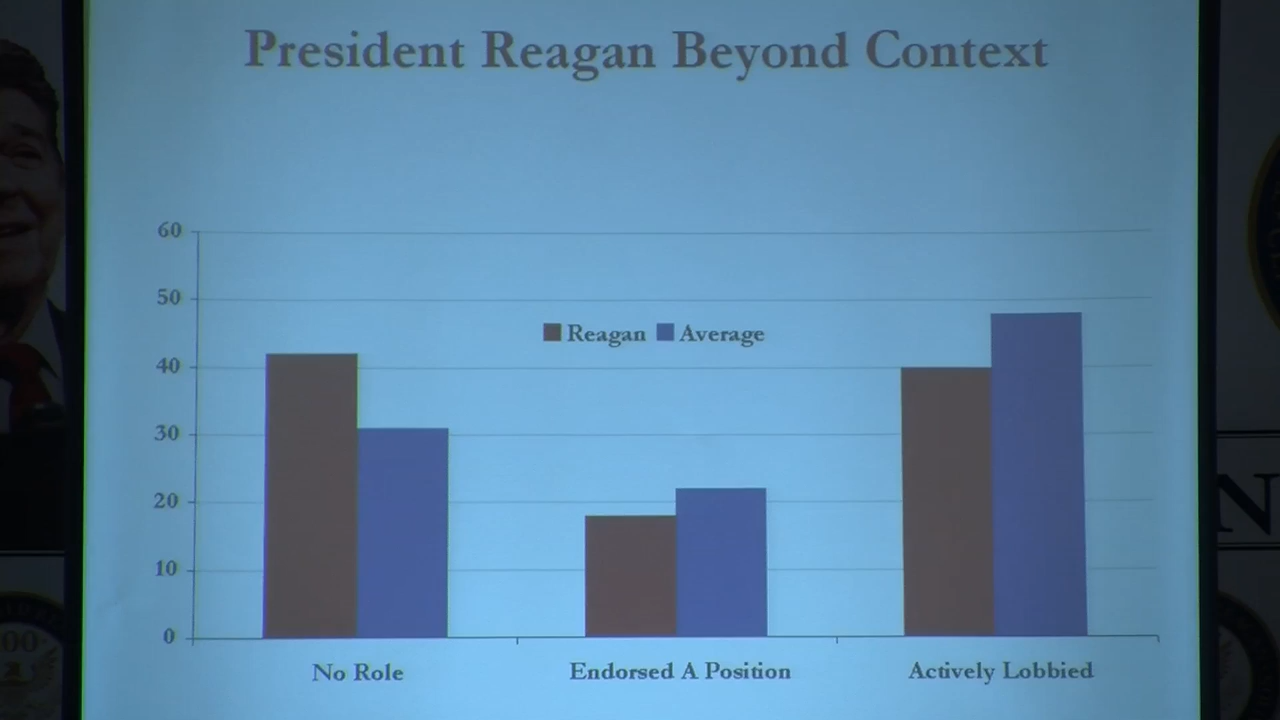 President Reagan Beyond Context
60
50
Reagan Average
40
30
20
10
0
No Role Endorsed A Position Actively Lobbied
N
00